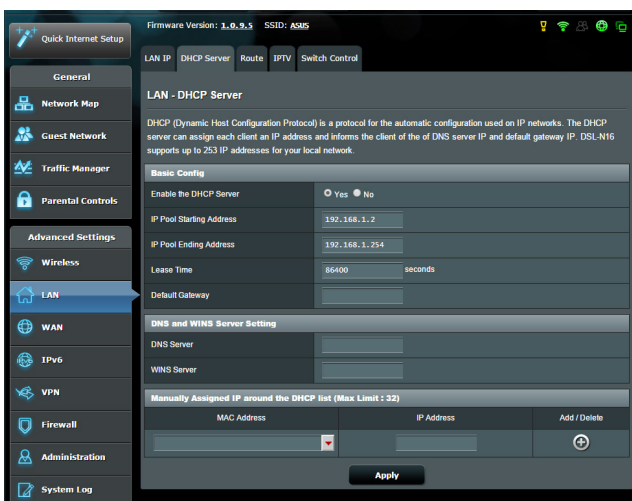 Quick Internet Setup
General
Network Map
Guest Network
Traffic Manager
Parental Controls
Advanced Settings
Wireless
LAN
WAN
IPv6
VPN
Firewall
Administration
System Log
Firmware Version: 1.0.9.5 SSID: ASUS
LAN IP DHCP Server Route IPTV Switch Control
LAN - DHCP Server
DHCP (Dynamic Host Configuration Protocol) is a protocol for the automatic configuration used on IP networks. The DHCP
server can assign each client an IP address and informs the client of the of DNS server IP and default gateway IP. DSL-N16
supports up to 253 IP addresses for your local network.
Basic Config
Enable the DHCP Server Yes No
IP Pool Starting Address 192.168.1.2
IP Pool Ending Address 192.168.1.254
Lease Time 86400 seconds
Default Gateway
DNS and WINS Server Setting
DNS Server
WINS Server
Manually Assigned IP around the DHCP list (Max Limit : 32)
MAC Address IP Address Add / Delete
Apply